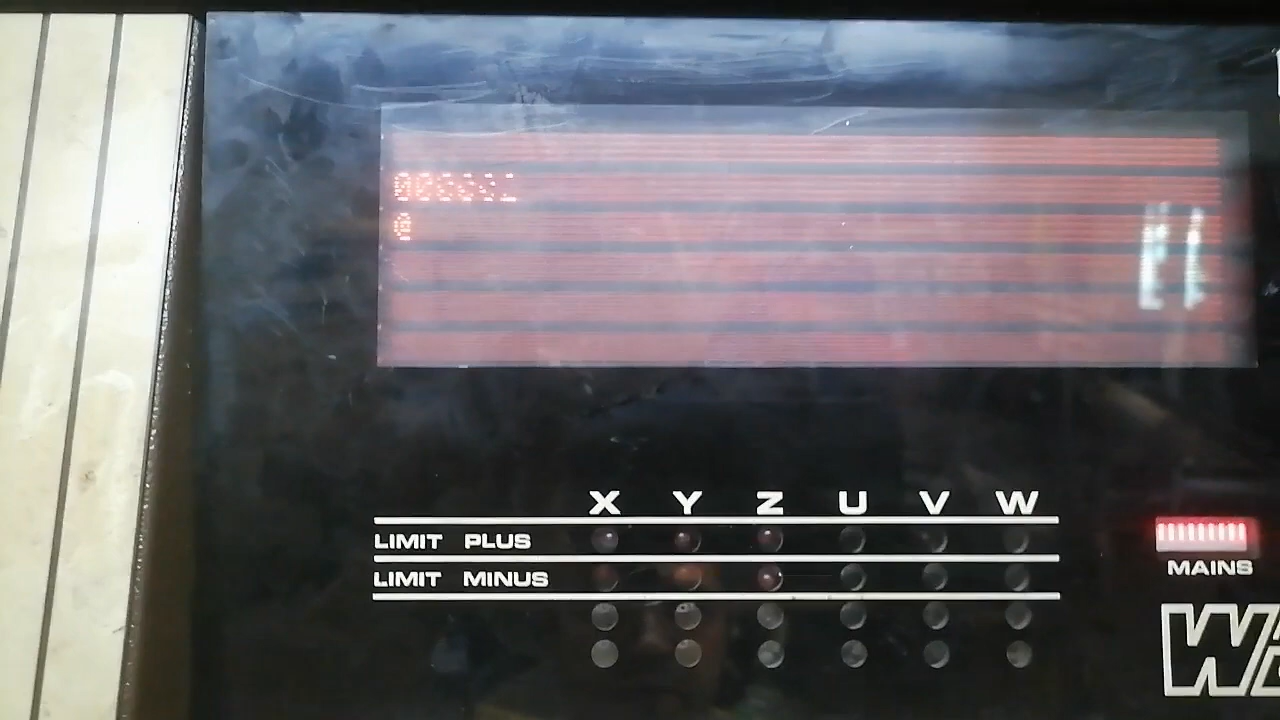 @
X Y Z U V W
LIMIT PLUS
LIMIT MINUS
MAINS